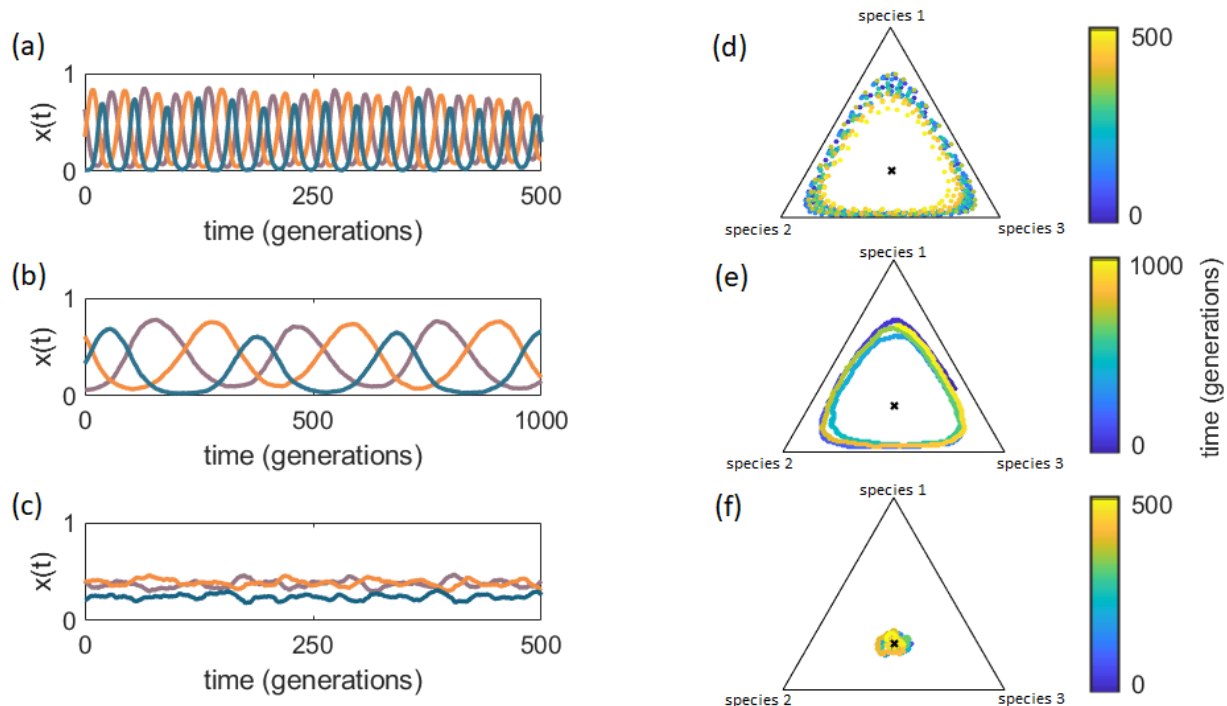 (a)
1
x(t)
0
0 250 500
time (generations)
(b)
1
x(t)
0
0 500 1000
time (generations)
(c)
1
x(t)
0
0 250 500
time (generations)
(d)
species 1
species 2
species 3
500
0
(e)
species 1
species 2
species 3
1000
0
time (generations)
(f)
species 1
species 2
species 3
500
0